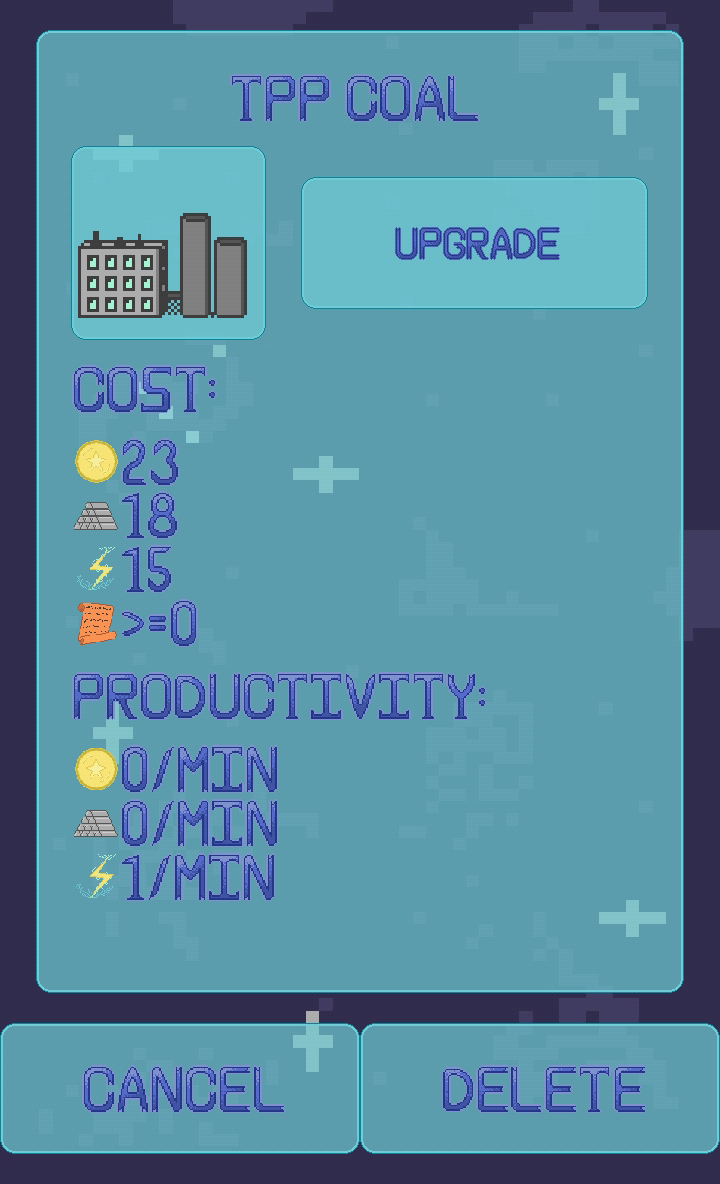 TPP COAL
UPGRADE
COST:
23
18
15
>=0
PRODUCTIVITY:
0/MIN
0/MIN
1/MIN
CANCEL
DELETE